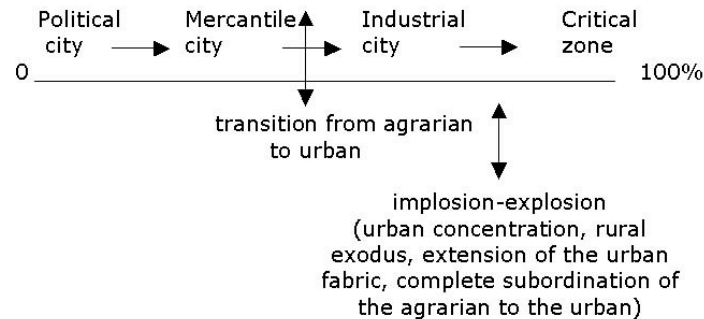 Political city
Mercantile city
Industrial city
Critical zone
0
100%
transition from agrarian
to urban
implosion-explosion
(urban concentration, rural
exodus, extension of the urban
fabric, complete subordination of
the agrarian to the urban)